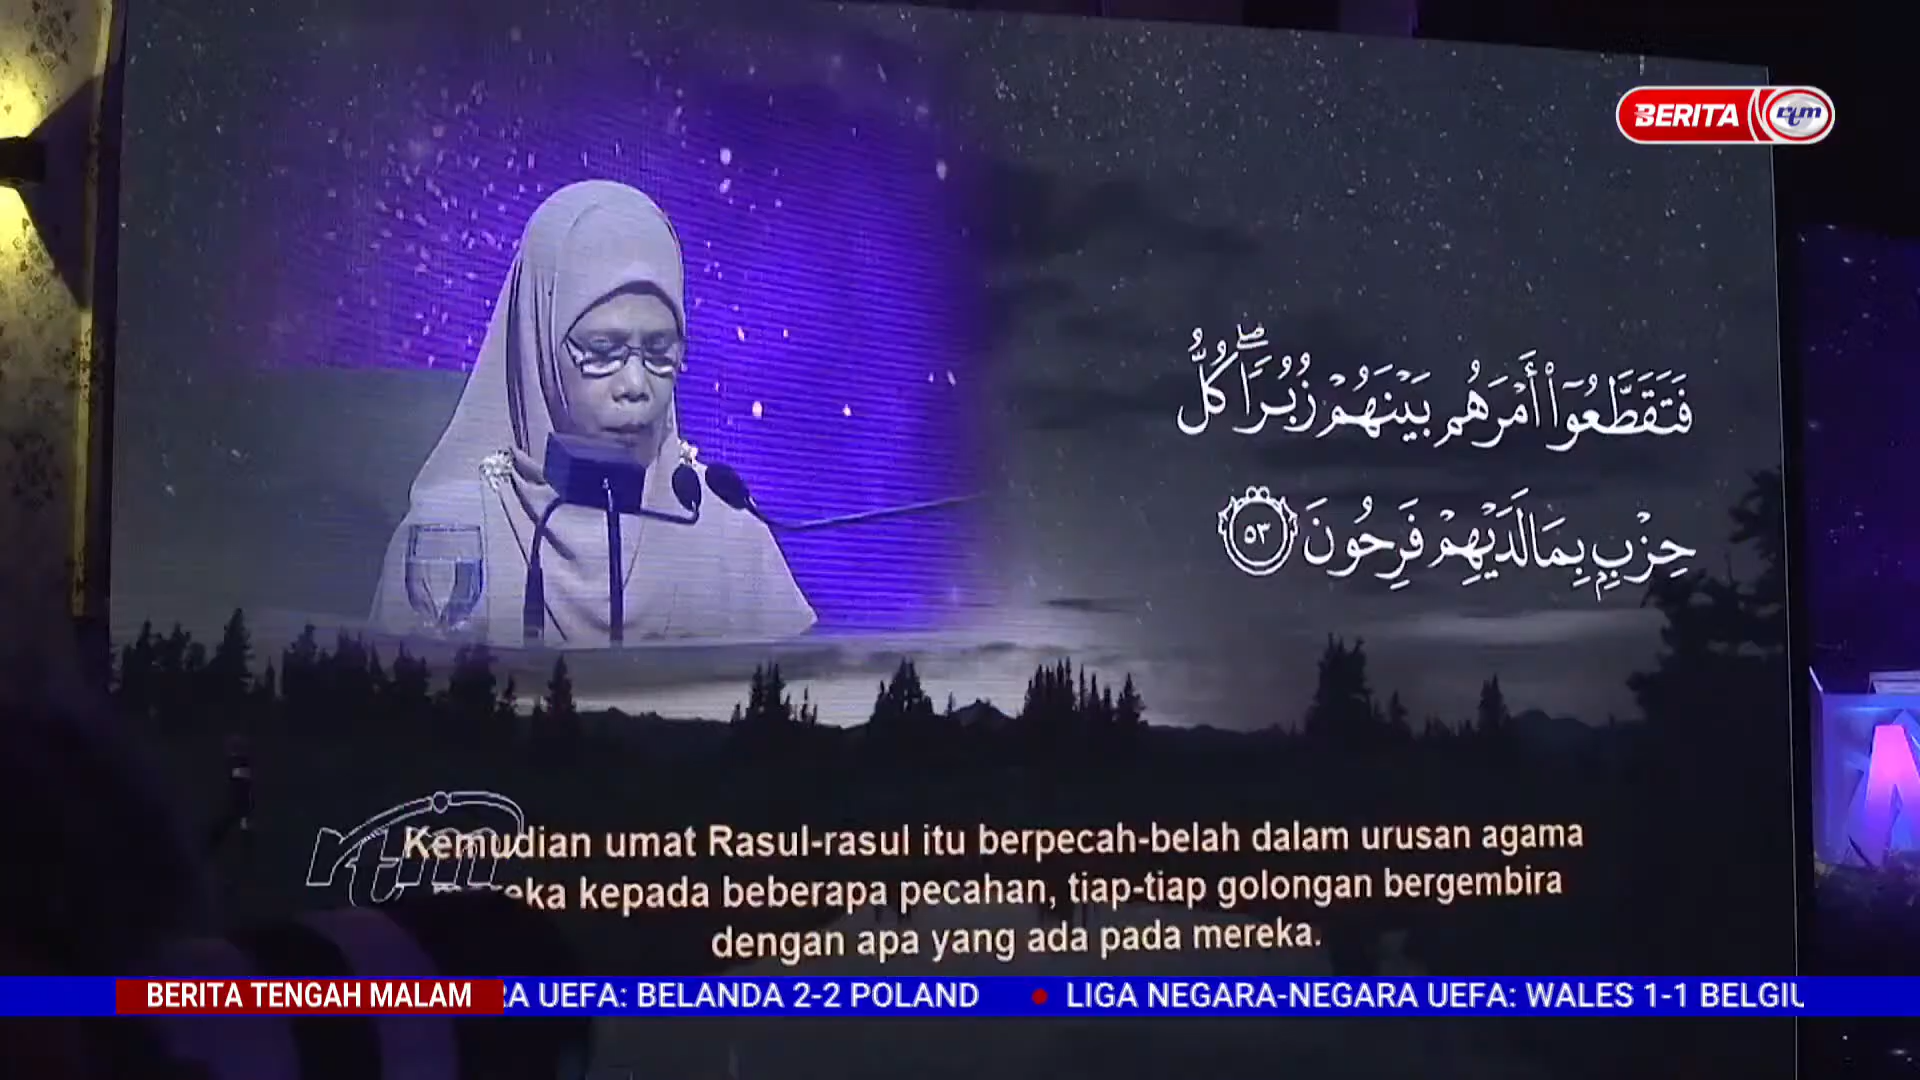 BERITA rtm
فَتَقَطَّعُوٓا۟ أَمْرَهُم بَيْنَهُمْ زُبُرًا ۖ كُلُّ
حِزْبٍۭ بِمَا لَدَيْهِمْ فَرِحُونَ ٥٣
rtm
Kemudian umat Rasul-rasul itu berpecah-belah dalam urusan agama
kepada beberapa pecahan, tiap-tiap golongan bergembira
dengan apa yang ada pada mereka.
BERITA TENGAH MALAM UEFA: BELANDA 2-2 POLAND • LIGA NEGARA-NEGARA UEFA: WALES 1-1